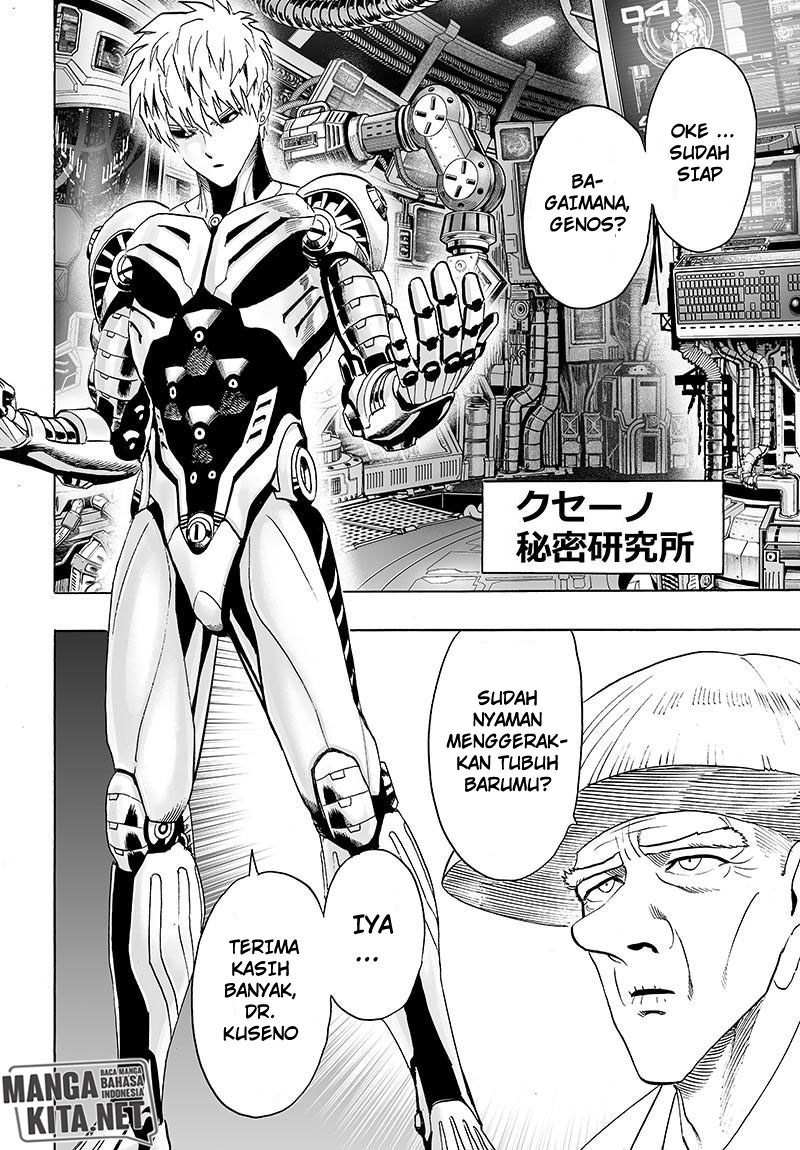 04
OKE ...
SUDAH
SIAP
BA-
GAIMANA,
GENOS?
クセーノ
秘密研究所
SUDAH
NYAMAN
MENGGERAK-
KAN TUBUH
BARUMU?
IYA
...
TERIMA
KASIH
BANYAK,
DR.
KUSENO
MANGA
KITA.NET
BACA MANGA
BAHASA
INDONESIA